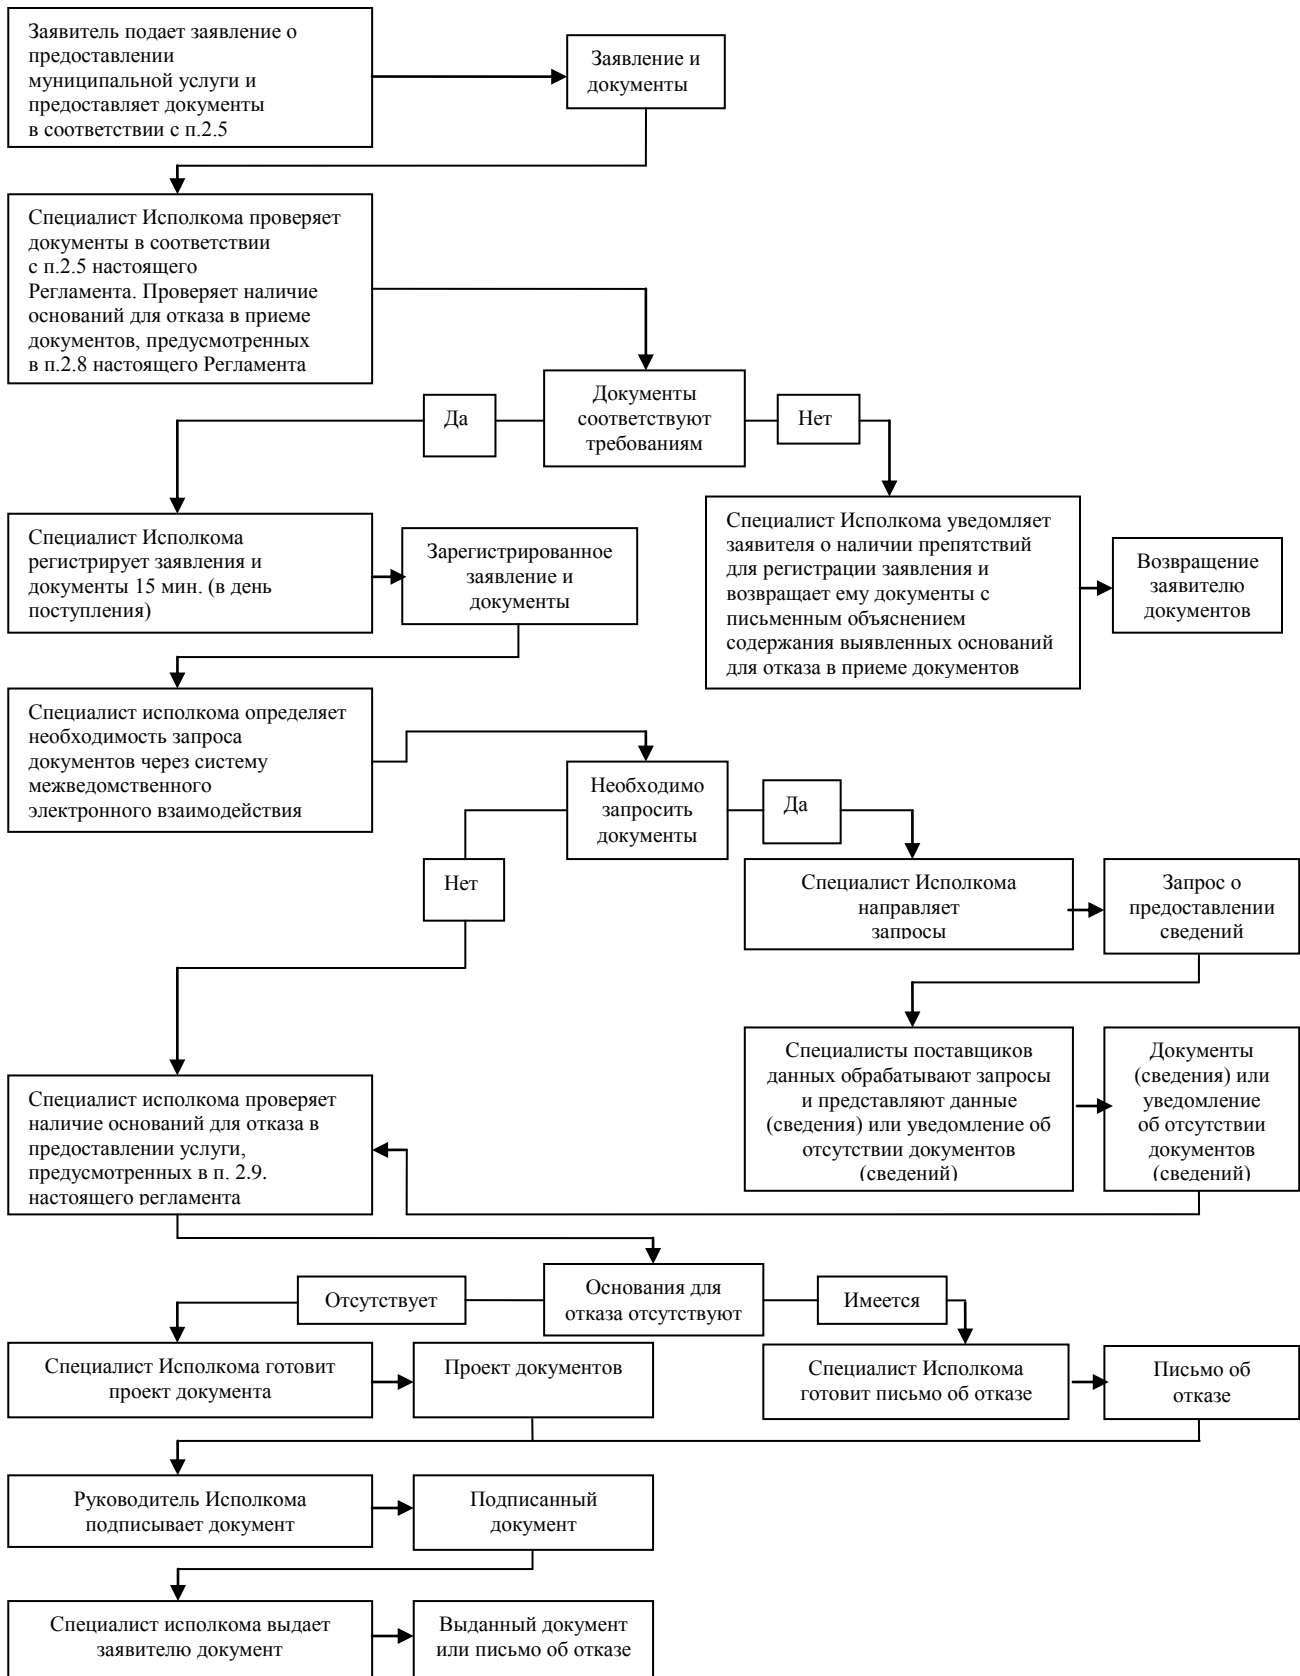 Заявитель подает заявление о
предоставлении
муниципальной услуги и
предоставляет документы
в соответствии с п.2.5
Заявление и
документы
Специалист Исполкома проверяет
документы в соответствии
с п.2.5 настоящего
Регламента. Проверяет наличие
оснований для отказа в приеме
документов, предусмотренных
в п.2.8 настоящего Регламента
Документы
соответствуют
требованиям
Да
Нет
Специалист Исполкома
регистрирует заявления и
документы 15 мин. (в день
поступления)
Зарегистрированное
заявление и
документы
Специалист Исполкома уведомляет
заявителя о наличии препятствий
для регистрации заявления и
возвращает ему документы с
письменным объяснением
содержания выявленных оснований
для отказа в приеме документов
Возвращение
заявителю
документов
Специалист исполкома определяет
необходимость запроса
документов через систему
межведомственного
электронного взаимодействия
Необходимо
запросить
документы
Да
Нет
Специалист Исполкома
направляет
запросы
Запрос о
предоставлении
сведений
Специалисты поставщиков
данных обрабатывают запросы
и представляют данные
(сведения) или уведомление об
отсутствии документов
(сведений)
Документы
(сведения) или
уведомление
об отсутствии
документов
(сведений)
Специалист исполкома проверяет
наличие оснований для отказа в
предоставлении услуги,
предусмотренных в п. 2.9.
настоящего регламента
Основания для
отказа отсутствуют
Отсутствует
Имеется
Специалист Исполкома готовит
проект документа
Проект документов
Специалист Исполкома
готовит письмо об отказе
Письмо об
отказе
Руководитель Исполкома
подписывает документ
Подписанный
документ
Специалист исполкома выдает
заявителю документ
Выданный документ
или письмо об отказе